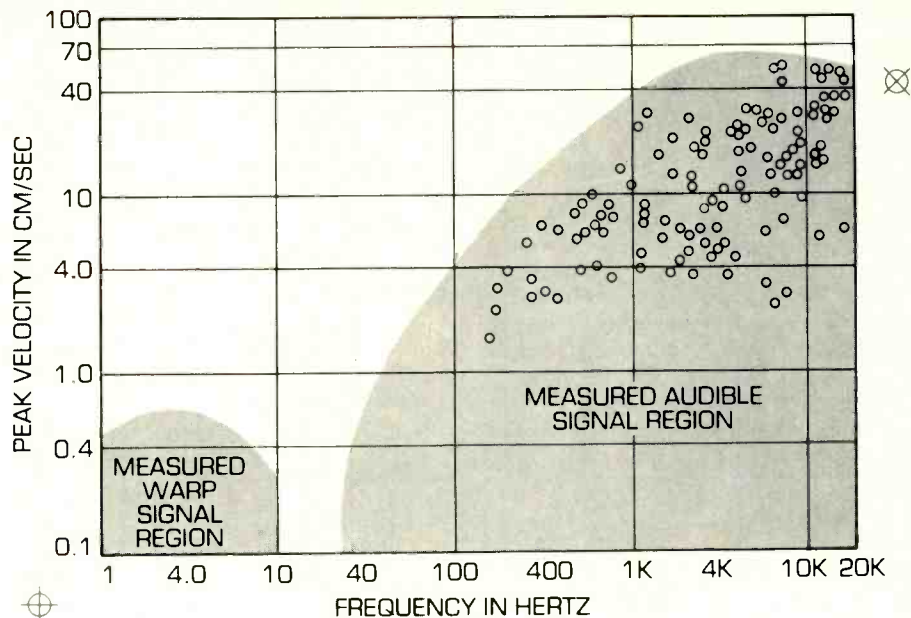 100
70
40
10
4.0
1.0
0.4
0.1
PEAK VELOCITY IN CM/SEC
MEASURED AUDIBLE
SIGNAL REGION
MEASURED
WARP
SIGNAL
REGION
1 4.0 10 40 100 400 1K 4K 10K 20K
FREQUENCY IN HERTZ